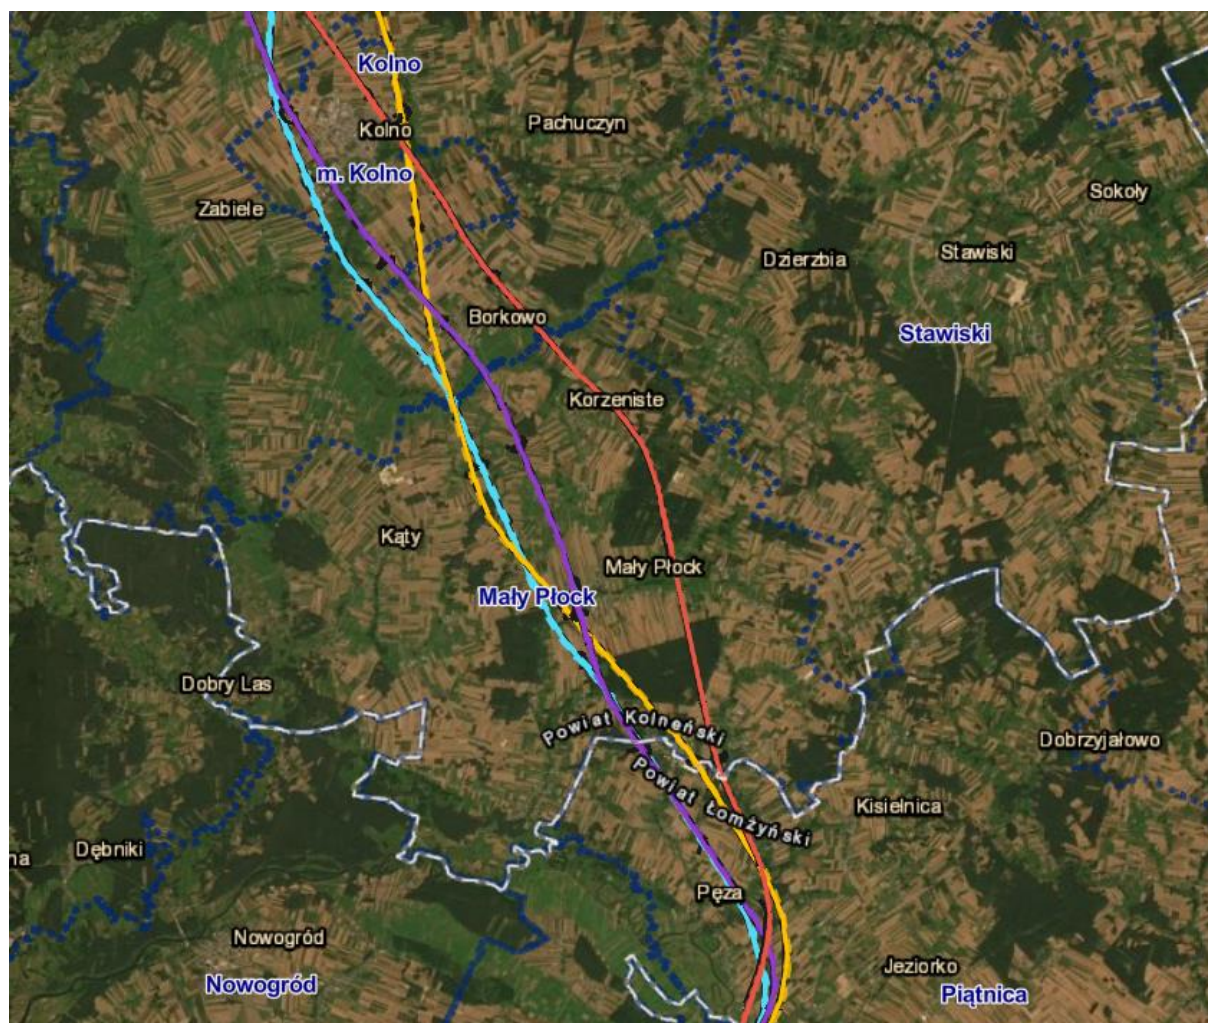 Kolno
Pachuczyn
Kolno
m. Kolno
Sokoły
Zabiele
Stawiski
Dzierzbia
Borkowo
Stawiski
Korzeniste
Kąty
Mały Płock
Mały Płock
Dobry Las
Powiat Kolneński
Dobrzyjałowo
Powiat Łomżyński
Kisielnica
Dębniki
na
Pęza
Nowogród
Jeziorko
Nowogród
Piątnica